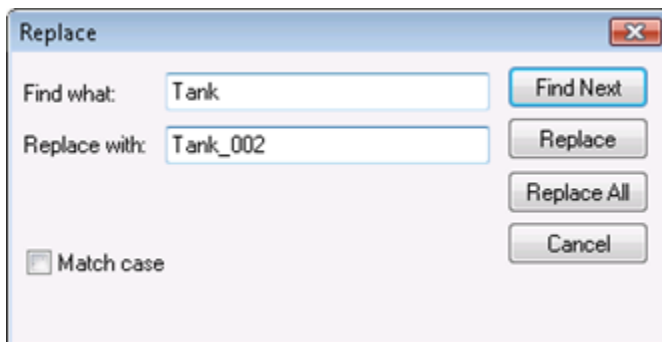 Replace
Find what: Tank Find Next
Replace with: Tank_002 Replace
Replace All
Match case Cancel